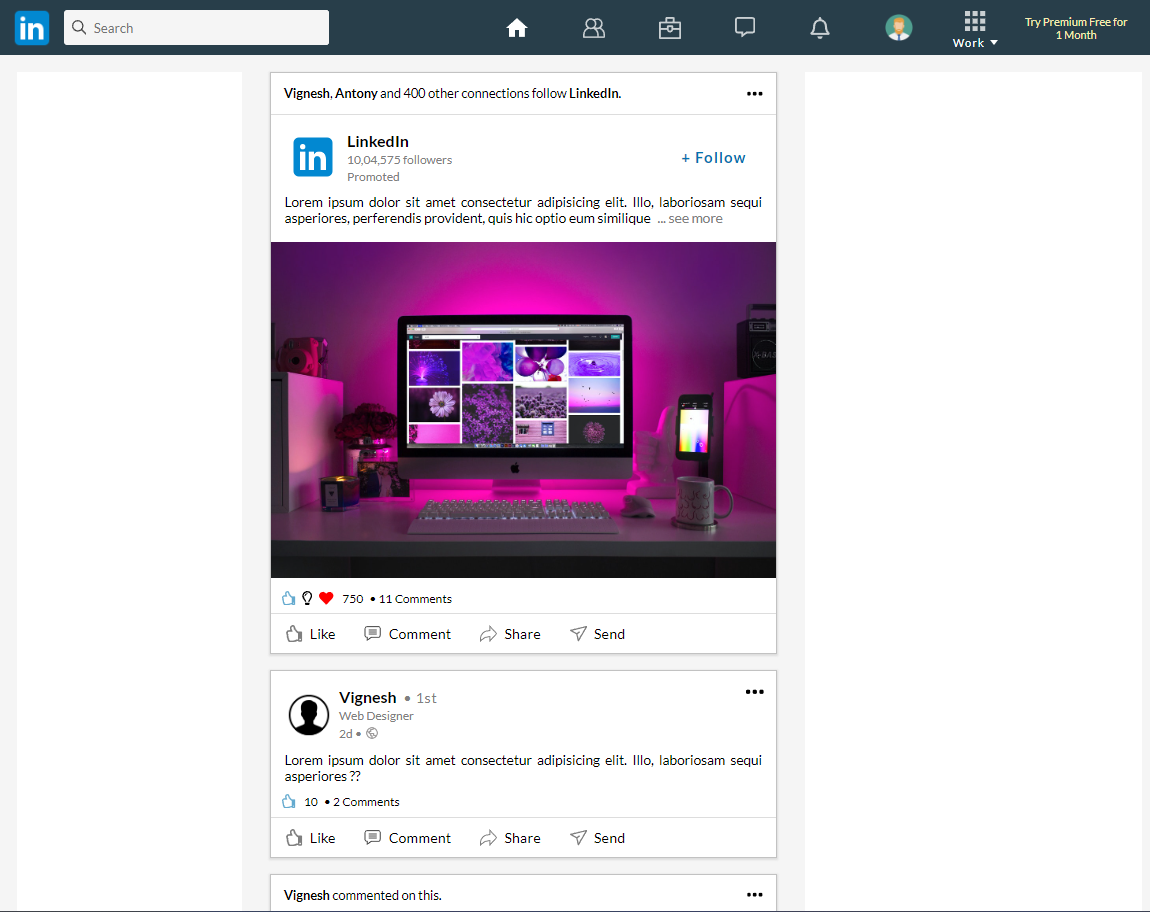 in
Search
Work
Try Premium Free for
1 Month
Vignesh, Antony and 400 other connections follow LinkedIn.
in
LinkedIn
10,04,575 followers
Promoted
+ Follow
Lorem ipsum dolor sit amet consectetur adipisicing elit. Illo, laboriosam sequi
asperiores, perferendis provident, quis hic optio eum similique ... see more
750 • 11 Comments
Like Comment Share Send
Vignesh • 1st
Web Designer
2d •
Lorem ipsum dolor sit amet consectetur adipisicing elit. Illo, laboriosam sequi
asperiores ??
10 • 2 Comments
Like Comment Share Send
Vignesh commented on this.